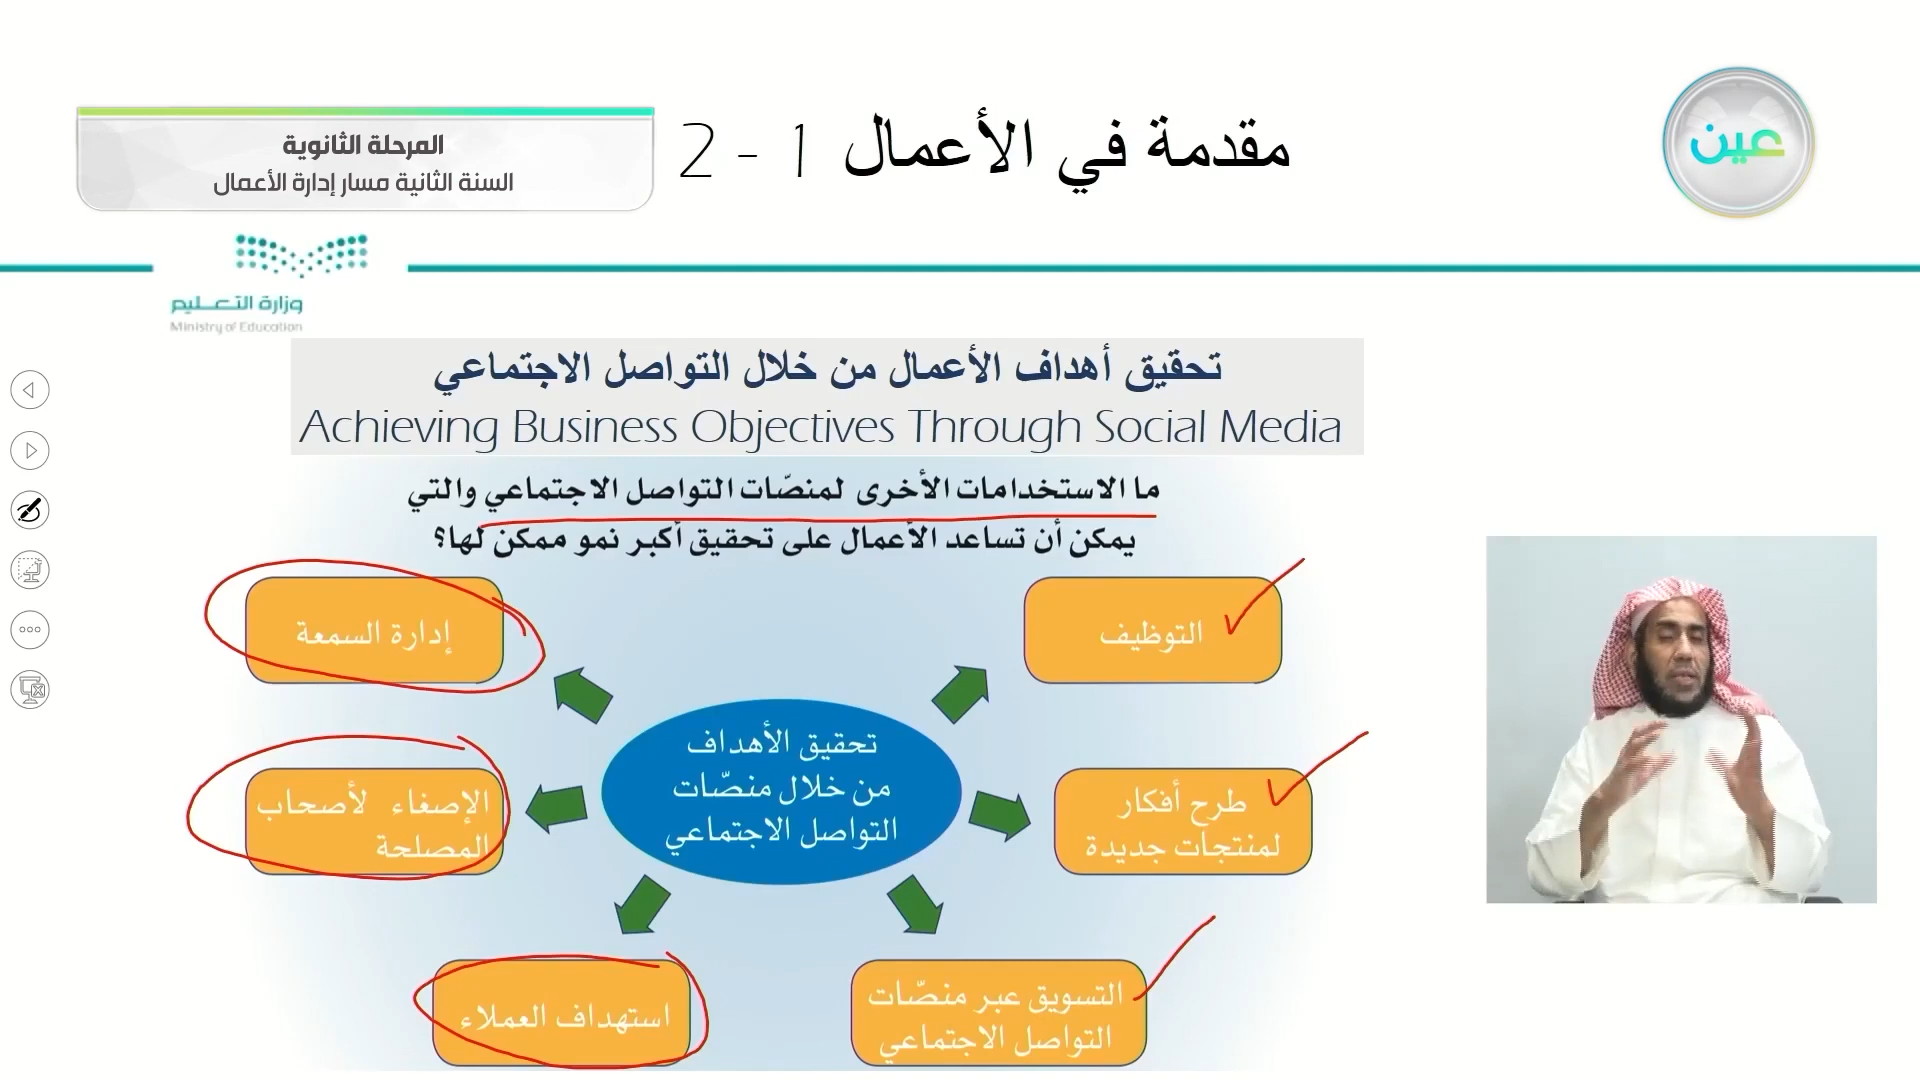 مقدمة في الأعمال 1 - 2
المرحلة الثانوية
السنة الثانية مسار إدارة الأعمال
عين
وزارة التعليم
Ministry of Education
تحقيق أهداف الأعمال من خلال التواصل الاجتماعي
Achieving Business Objectives Through Social Media
ما الاستخدامات الأخرى لمنصّات التواصل الاجتماعي والتي
يمكن أن تساعد الأعمال على تحقيق أكبر نمو ممكن لها؟
التوظيف
إدارة السمعة
تحقيق الأهداف
من خلال منصّات
التواصل الاجتماعي
طرح أفكار
لمنتجات جديدة
الإصغاء لأصحاب
المصلحة
التسويق عبر منصّات
التواصل الاجتماعي
استهداف العملاء